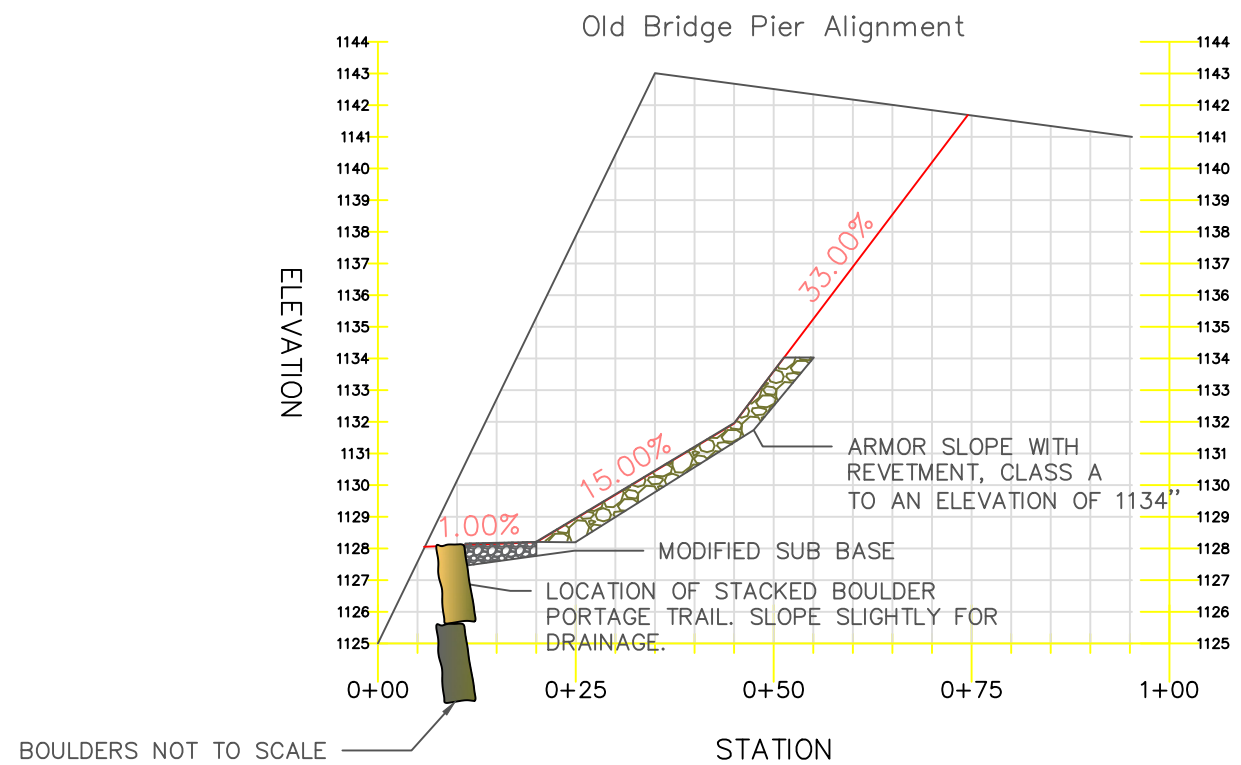 Old Bridge Pier Alignment
1144 1144
1143 1143
1142 1142
1141 1141
1140 1140
1139 1139
1138 1138
33.00%
1137 1137
ELEVATION
1136 1136
1135 1135
1134 1134
1133 1133
1132 1132
ARMOR SLOPE WITH
REVETMENT, CLASS A
TO AN ELEVATION OF 1134"
1131 1131
15.00%
1130 1130
1129 1129
1.00%
1128 1128
MODIFIED SUB BASE
1127 1127
LOCATION OF STACKED BOULDER
PORTAGE TRAIL. SLOPE SLIGHTLY FOR
DRAINAGE.
1126 1126
1125 1125
0+00 0+25 0+50 0+75 1+00
BOULDERS NOT TO SCALE
STATION